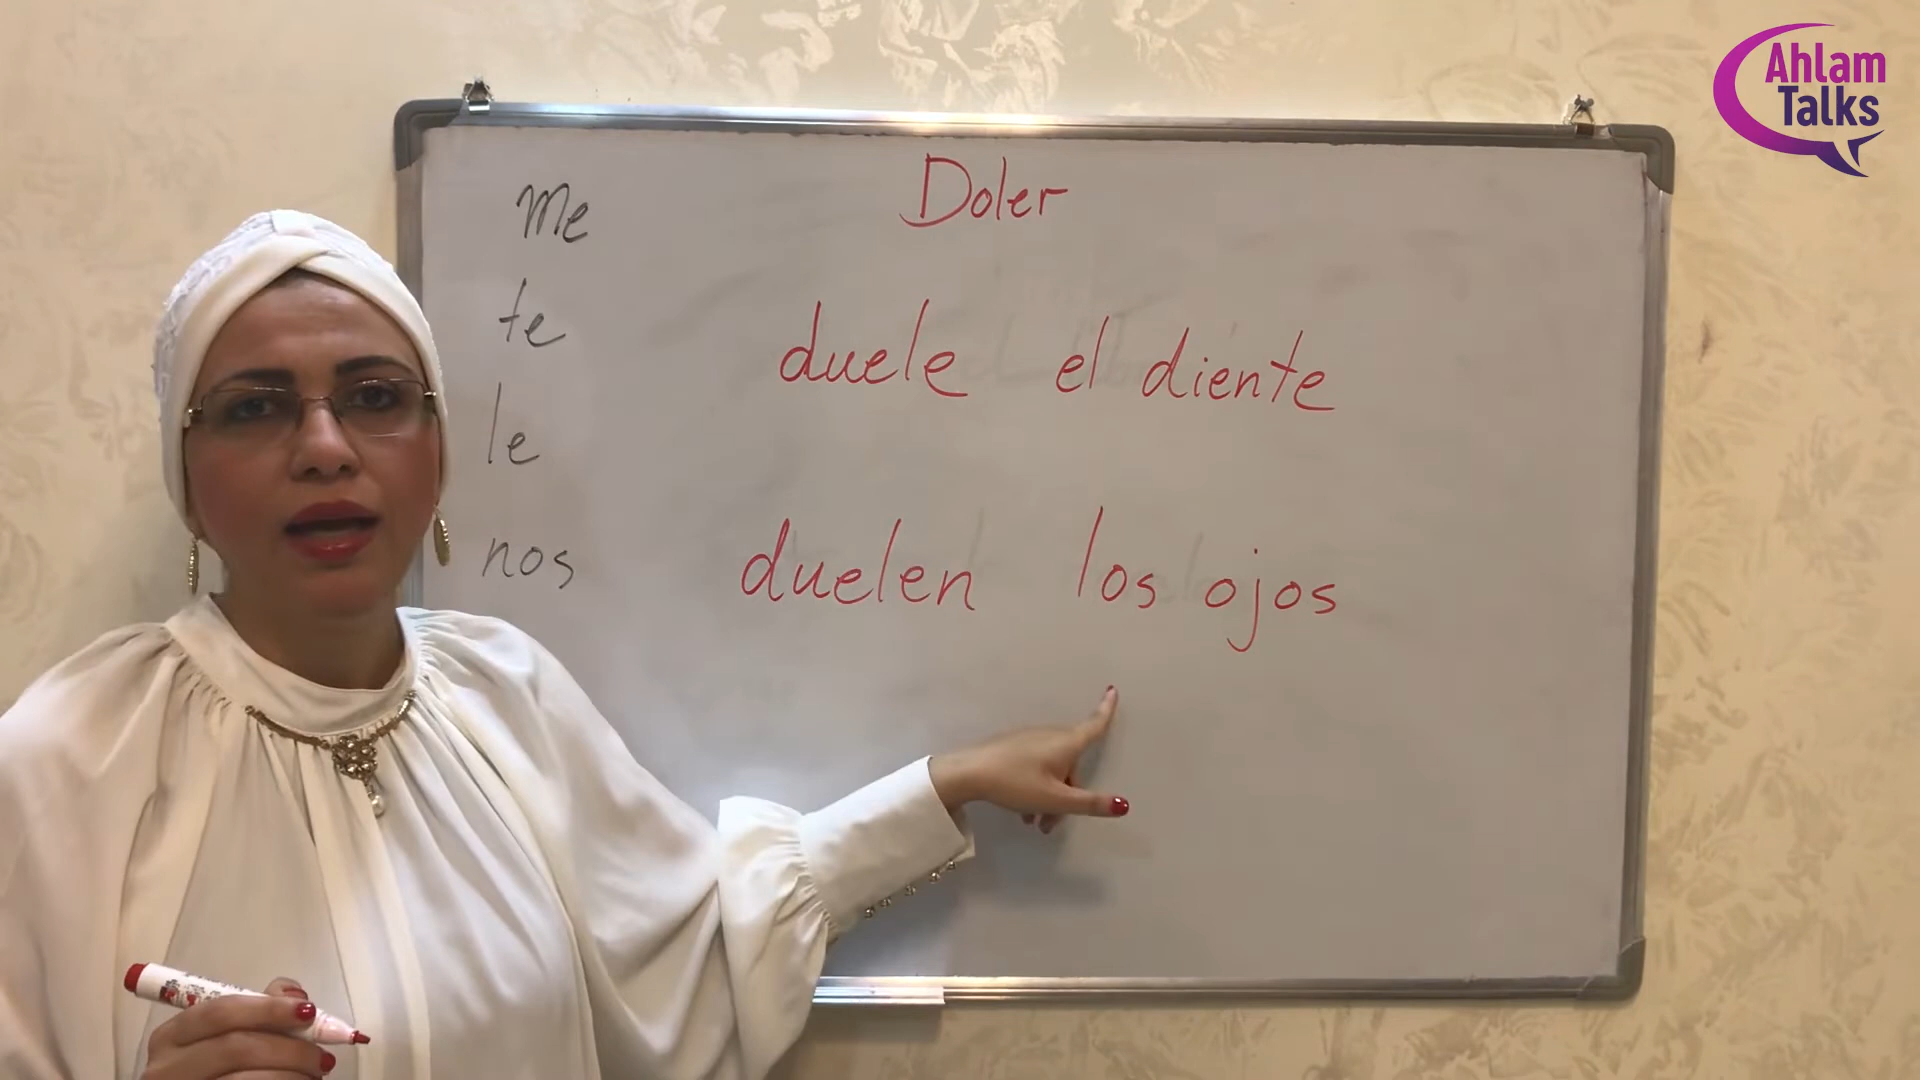 Ahlam
Talks
Doler
Me
te
duele el diente
le
nos
duelen los ojos